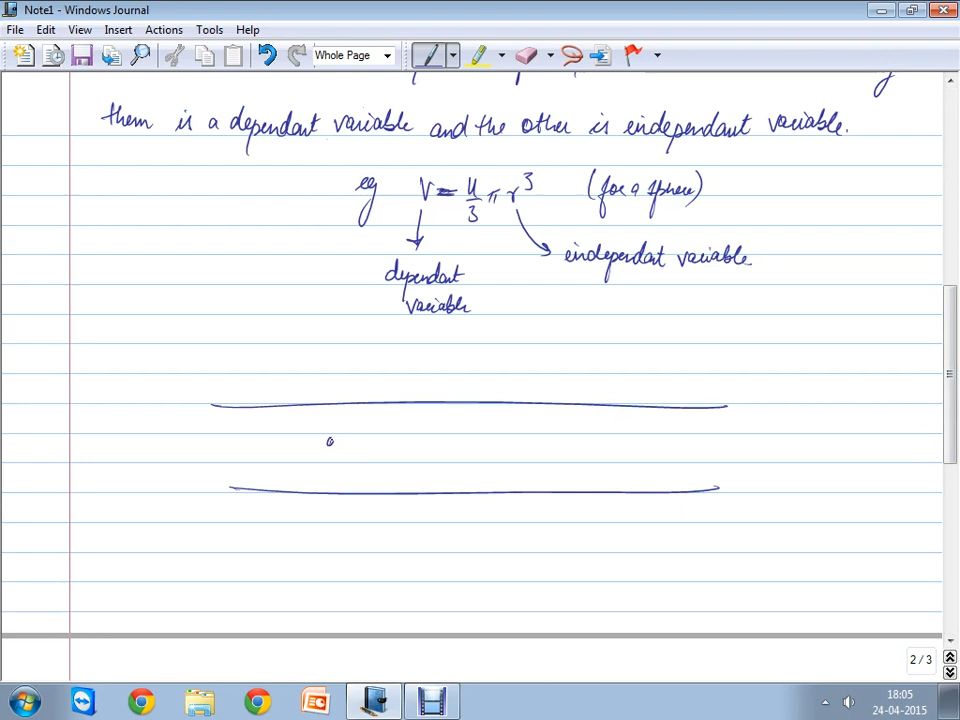 Note1 - Windows Journal
File Edit View Insert Actions Tools Help
Whole Page
them is a dependant variable and the other is independant variable.
eg V = 4/3 π r³ (for a sphere)
independant variable
dependant
variable
2 / 3
18:05
24-04-2015